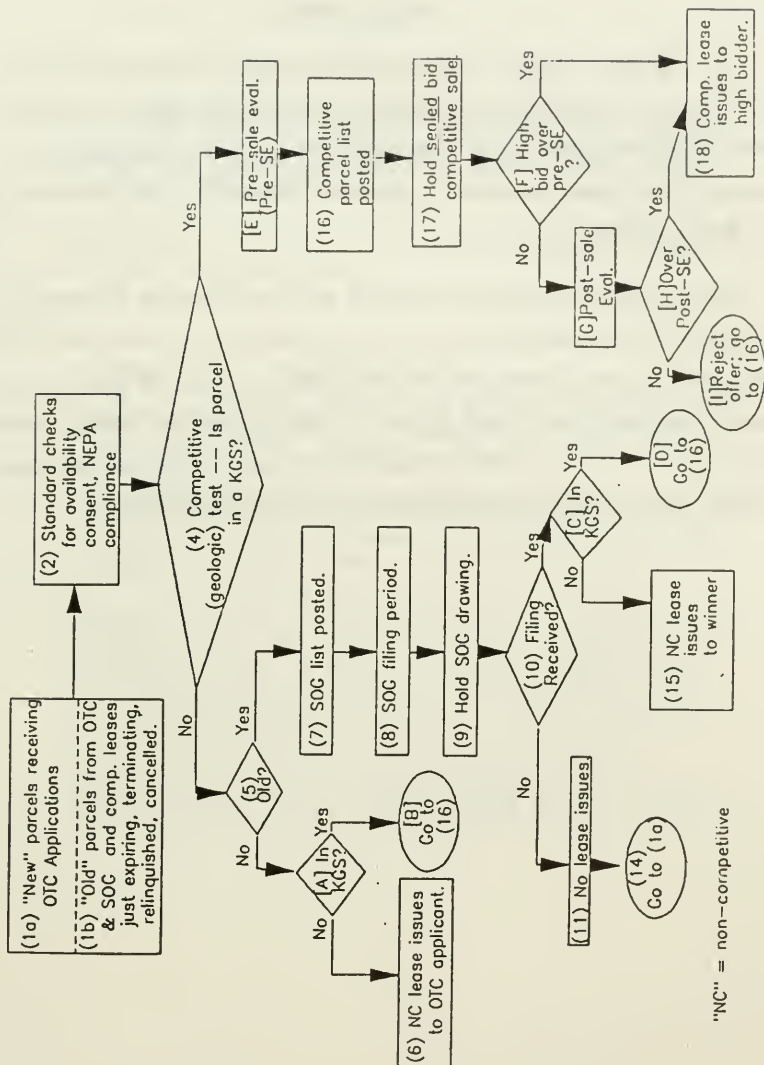 (1a) "New" parcels receiving
OTC Applications
(1b) "Old" parcels from OTC
& SOG and comp. leases
just expiring, terminating,
relinquished, cancelled.
(2) Standard checks
for availability
consent, NEPA
compliance
(4) Competitive
(geologic) test –– Is parcel
in a KGS?
No
Yes
(5)
Old?
No
Yes
[A] In
KGS?
No
Yes
(6) NC lease issues
to OTC applicant.
[B]
Go to
(16)
(7) SOG list posted.
(8) SOG filing period.
(9) Hold SOG drawing.
(10) Filing
Received?
No
Yes
(11) No lease issues.
(14)
Go to (1a
[C] In
KGS?
No
Yes
(15) NC lease
issues
to winner
[D]
Go to
(16)
[E] Pre-sale eval.
(Pre-SE)
(16) Competitive
parcel list
posted
(17) Hold sealed bid
competitive sale
[F] High
bid over
pre-SE
?
No
Yes
[G]Post-sale
Eval.
[H]Over
Post-SE?
No
Yes
[I]Reject
offer; go
to (16)
(18) Comp. lease
issues to
high bidder.
"NC" = non-competitive